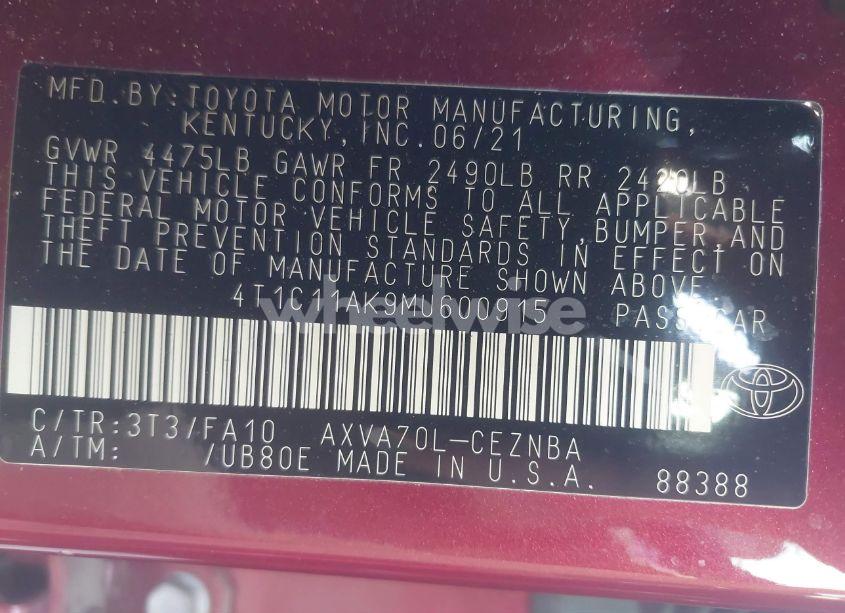 MFD. BY: TOYOTA MOTOR MANUFACTURING,
KENTUCKY, INC. 06/21
GVWR 4475LB GAWR FR 2490LB RR 2420LB
THIS VEHICLE CONFORMS TO ALL APPLICABLE
FEDERAL MOTOR VEHICLE SAFETY, BUMPER, AND
THEFT PREVENTION STANDARDS IN EFFECT ON
THE DATE OF MANUFACTURE SHOWN ABOVE.
4T1C11AK9MU600915 PASS. CAR
wheelwise
C/TR: 3T3/FA10 AXVA70L-CEZNBA
A/TM: /UB80E MADE IN U.S.A. 88388